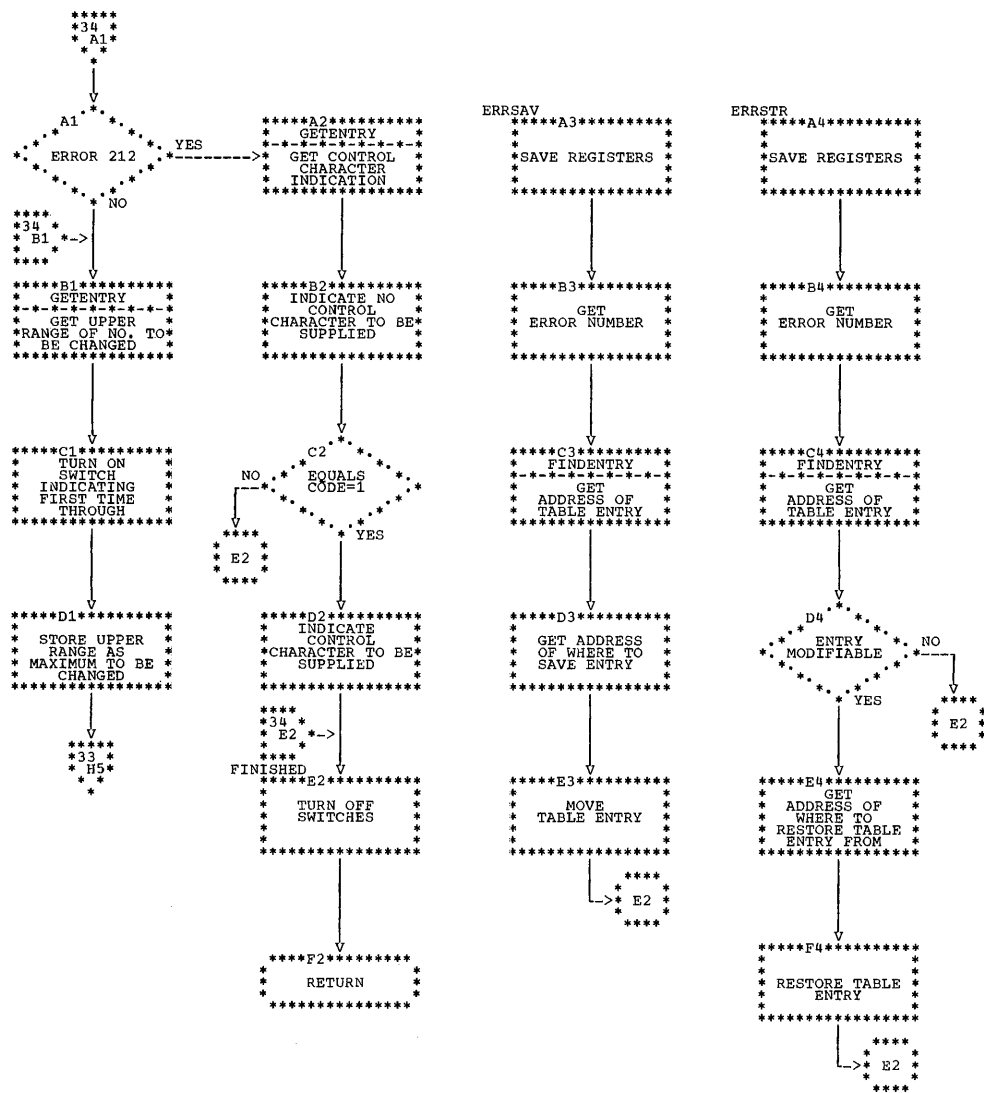 34
A1
A1
ERROR 212
YES
NO
34
B1
B1
GETENTRY
GET UPPER
RANGE OF NO. TO
BE CHANGED
C1
TURN ON
SWITCH
INDICATING
FIRST TIME
THROUGH
D1
STORE UPPER
RANGE AS
MAXIMUM TO BE
CHANGED
33
H5
A2
GETENTRY
GET CONTROL
CHARACTER
INDICATION
B2
INDICATE NO
CONTROL
CHARACTER TO BE
SUPPLIED
C2
EQUALS
CODE=1
NO
E2
YES
D2
INDICATE
CONTROL
CHARACTER TO BE
SUPPLIED
34
E2
FINISHED
E2
TURN OFF
SWITCHES
F2
RETURN
ERRSAV
A3
SAVE REGISTERS
B3
GET
ERROR NUMBER
C3
FINDENTRY
GET
ADDRESS OF
TABLE ENTRY
D3
GET ADDRESS
OF WHERE TO
SAVE ENTRY
E3
MOVE
TABLE ENTRY
E2
ERRSTR
A4
SAVE REGISTERS
B4
GET
ERROR NUMBER
C4
FINDENTRY
GET
ADDRESS OF
TABLE ENTRY
D4
ENTRY
MODIFIABLE
NO
E2
YES
E4
GET
ADDRESS OF
WHERE TO
RESTORE TABLE
ENTRY FROM
F4
RESTORE TABLE
ENTRY
E2